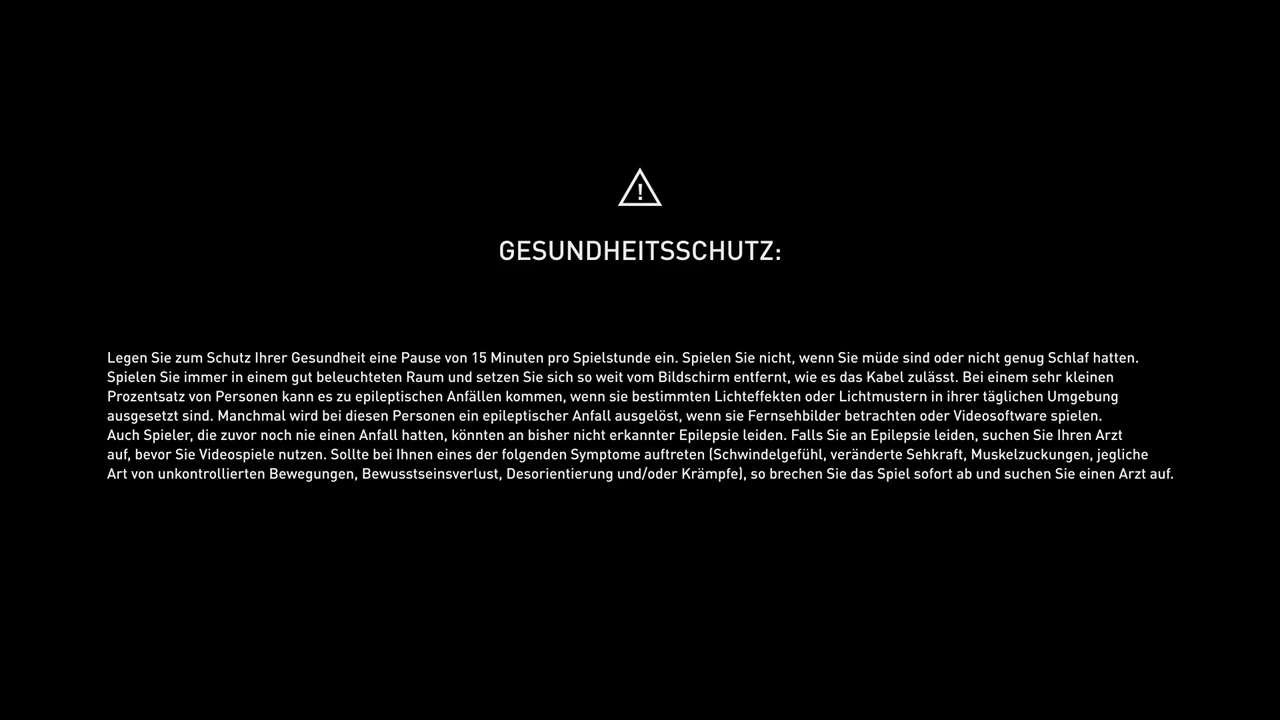 GESUNDHEITSSCHUTZ:
Legen Sie zum Schutz Ihrer Gesundheit eine Pause von 15 Minuten pro Spielstunde ein. Spielen Sie nicht, wenn Sie müde sind oder nicht genug Schlaf hatten.
Spielen Sie immer in einem gut beleuchteten Raum und setzen Sie sich so weit vom Bildschirm entfernt, wie es das Kabel zulässt. Bei einem sehr kleinen
Prozentsatz von Personen kann es zu epileptischen Anfällen kommen, wenn sie bestimmten Lichteffekten oder Lichtmustern in ihrer täglichen Umgebung
ausgesetzt sind. Manchmal wird bei diesen Personen ein epileptischer Anfall ausgelöst, wenn sie Fernsehbilder betrachten oder Videosoftware spielen.
Auch Spieler, die zuvor noch nie einen Anfall hatten, könnten an bisher nicht erkannter Epilepsie leiden. Falls Sie an Epilepsie leiden, suchen Sie Ihren Arzt
auf, bevor Sie Videospiele nutzen. Sollte bei Ihnen eines der folgenden Symptome auftreten (Schwindelgefühl, veränderte Sehkraft, Muskelzuckungen, jegliche
Art von unkontrollierten Bewegungen, Bewusstseinsverlust, Desorientierung und/oder Krämpfe), so brechen Sie das Spiel sofort ab und suchen Sie einen Arzt auf.